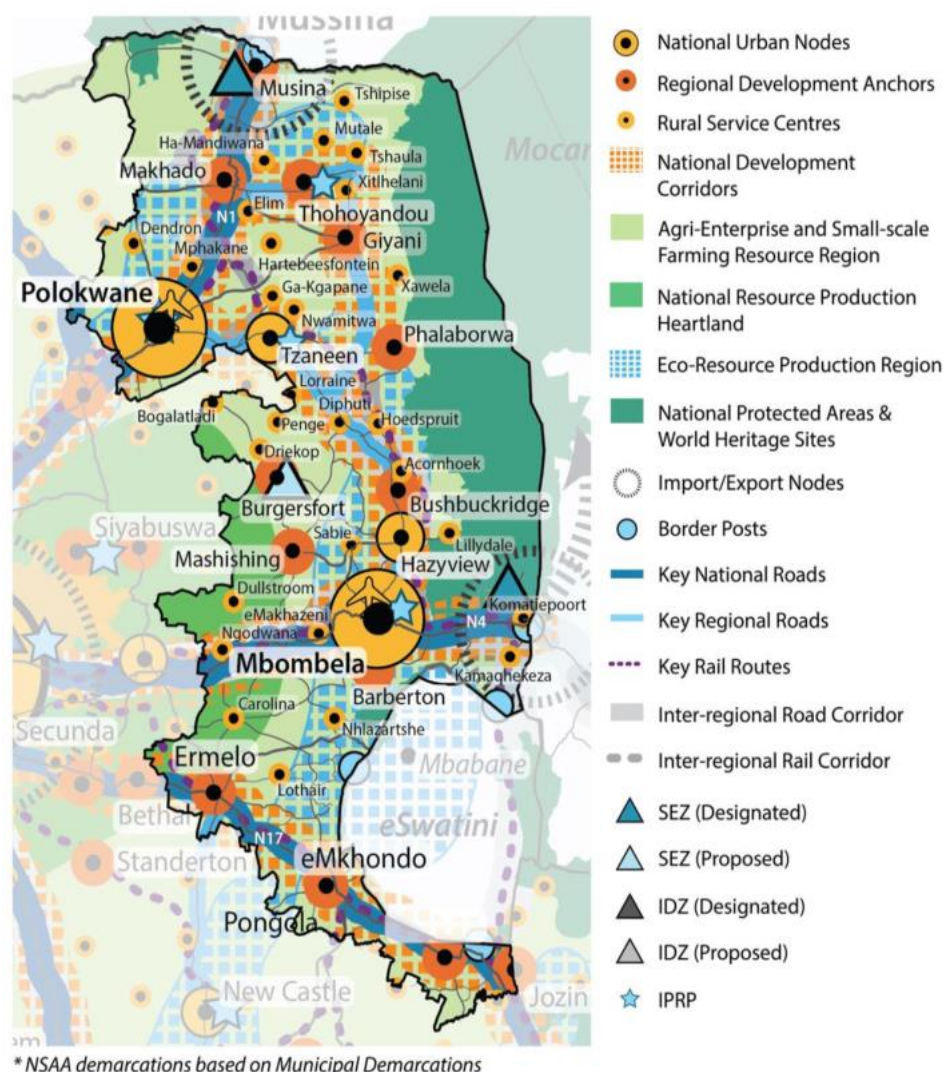 Mussina
Musina
Tshipise
Mutale
Ha-Mandiwana
Tshaula
Makhado
Xitlhelani
Elim
Thohoyandou
N1
Dendron
Giyani
Mphakane
Hartebeesfontein
Xawela
Polokwane
Ga-Kgapane
Nwamitwa
Phalaborwa
Tzaneen
Lorraine
Diphuti
Bogalatladi
Hoedspruit
Penge
Driekop
Acornhoek
Burgersfort
Bushbuckridge
Siyabuswa
Sabie
Lillydale
Mashishing
Hazyview
Dullstroom
Komatiepoort
eMakhazeni
N4
Ngodwana
Mbombela
Kamaqhekeza
Barberton
Carolina
Nhlazartshe
Secunda
Ermelo
Mbabane
Lothair
Bethal
eSwatini
N17
Standerton
eMkhondo
Pongola
New Castle
Jozin
Mocar
em
* NSAA demarcations based on Municipal Demarcations
National Urban Nodes
Regional Development Anchors
Rural Service Centres
National Development
Corridors
Agri-Enterprise and Small-scale
Farming Resource Region
National Resource Production
Heartland
Eco-Resource Production Region
National Protected Areas &
World Heritage Sites
Import/Export Nodes
Border Posts
Key National Roads
Key Regional Roads
Key Rail Routes
Inter-regional Road Corridor
Inter-regional Rail Corridor
SEZ (Designated)
SEZ (Proposed)
IDZ (Designated)
IDZ (Proposed)
IPRP